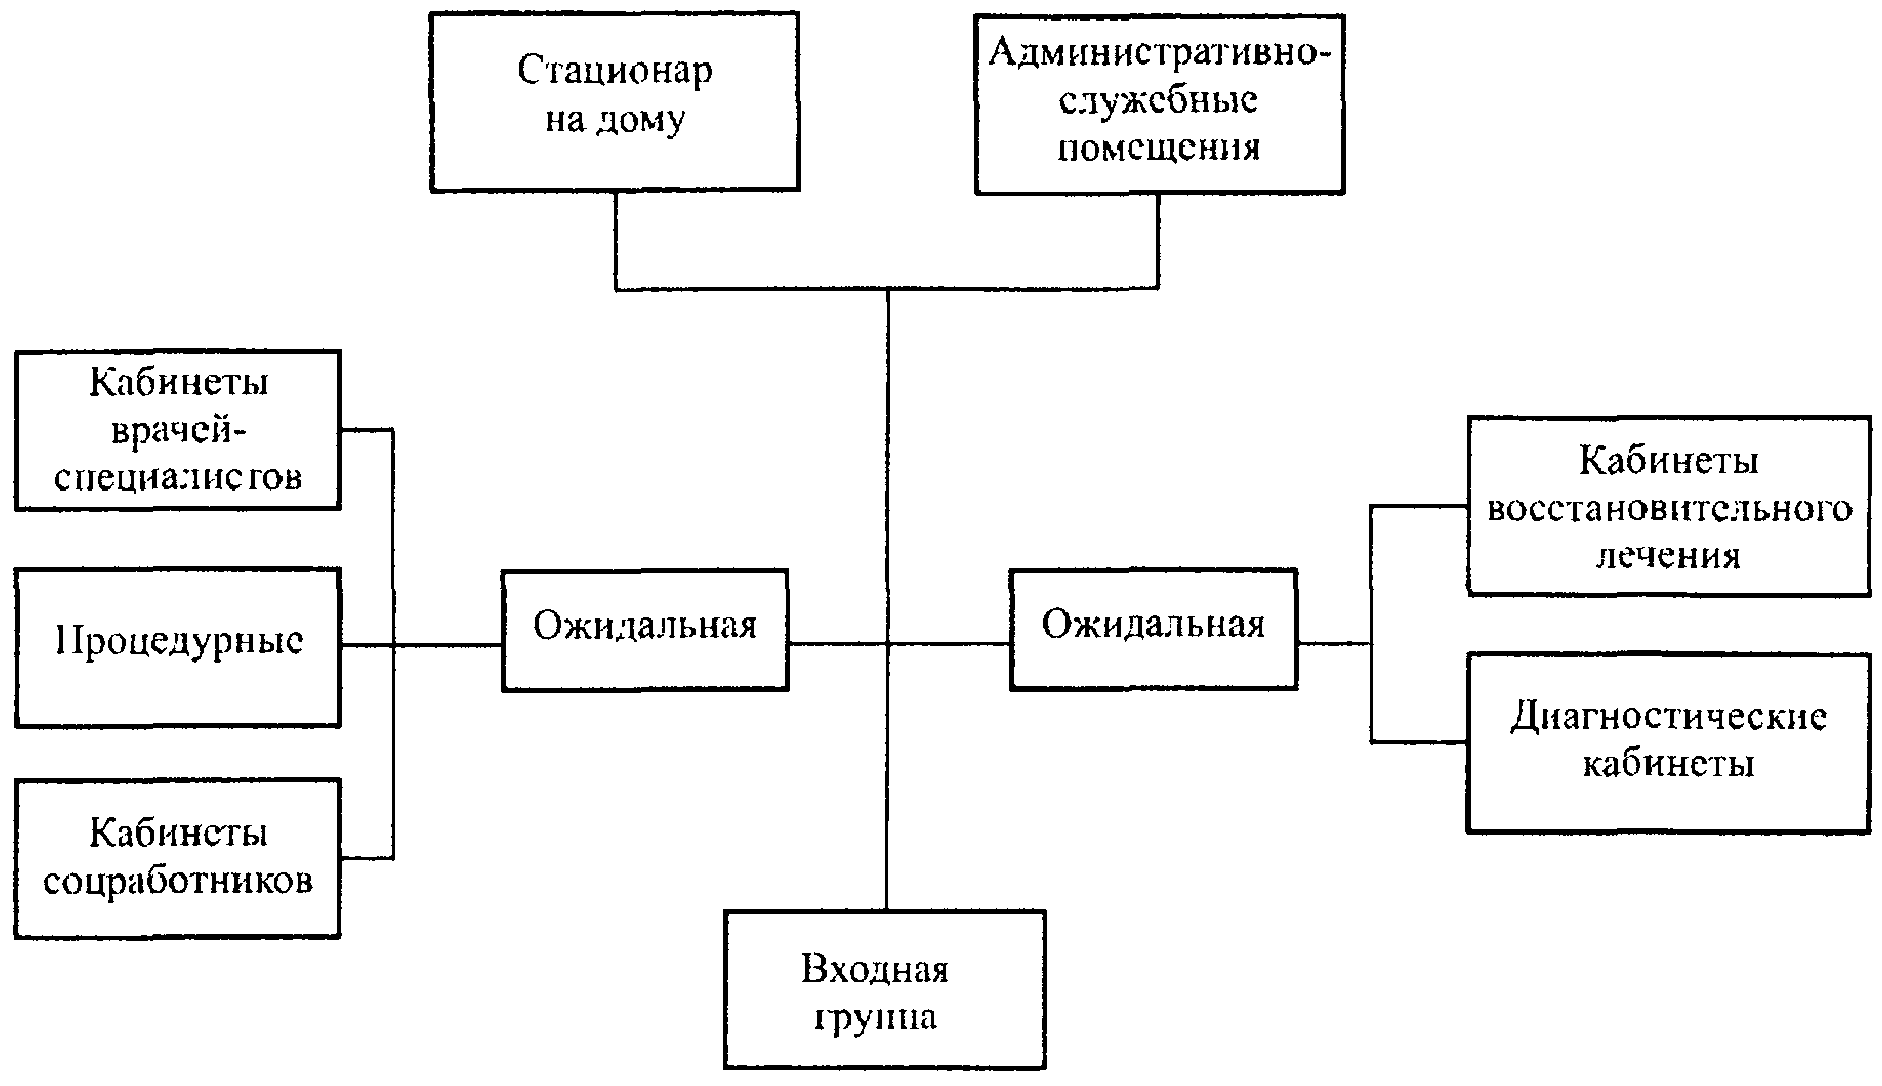 Стационар
на дому
Административно-
служебные
помещения
Кабинеты
врачей-
специалистов
Процедурные
Кабинеты
соцработников
Ожидальная
Ожидальная
Кабинеты
восстановительного
лечения
Диагностические
кабинеты
Входная
группа